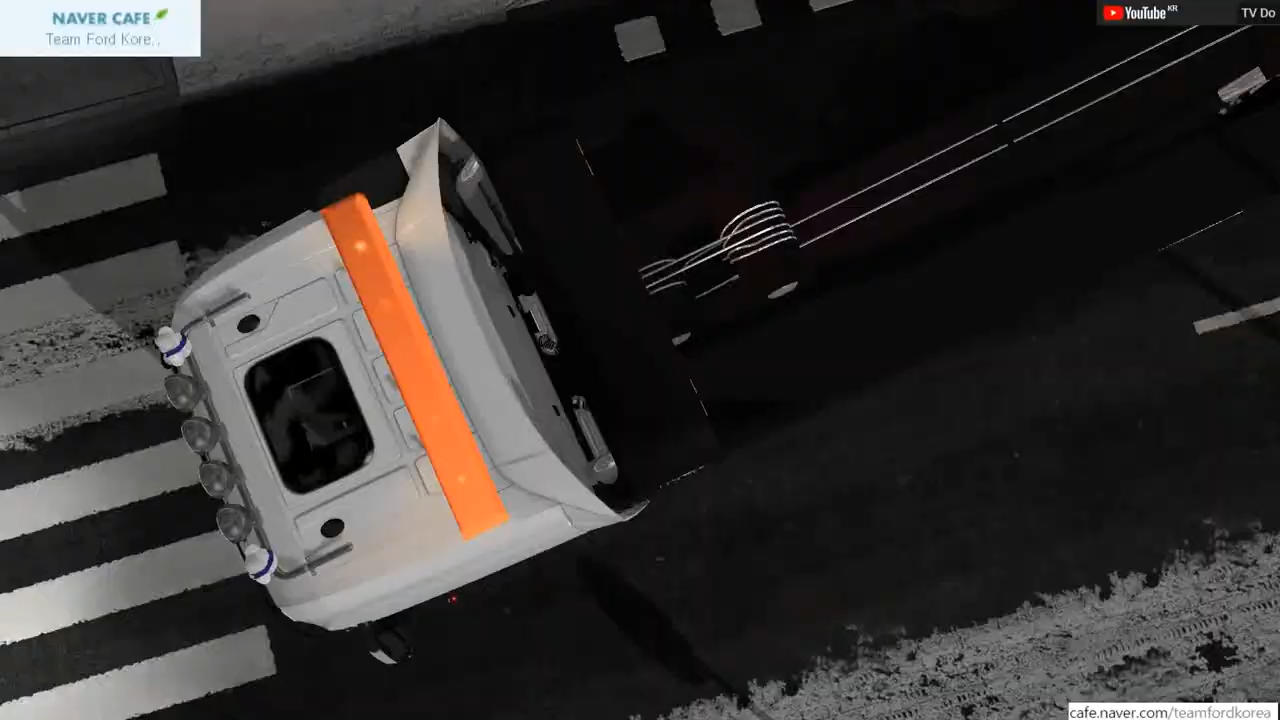 NAVER CAFE
Team Ford Kore..
YouTube KR
TV Do
cafe.naver.com/teamfordkorea